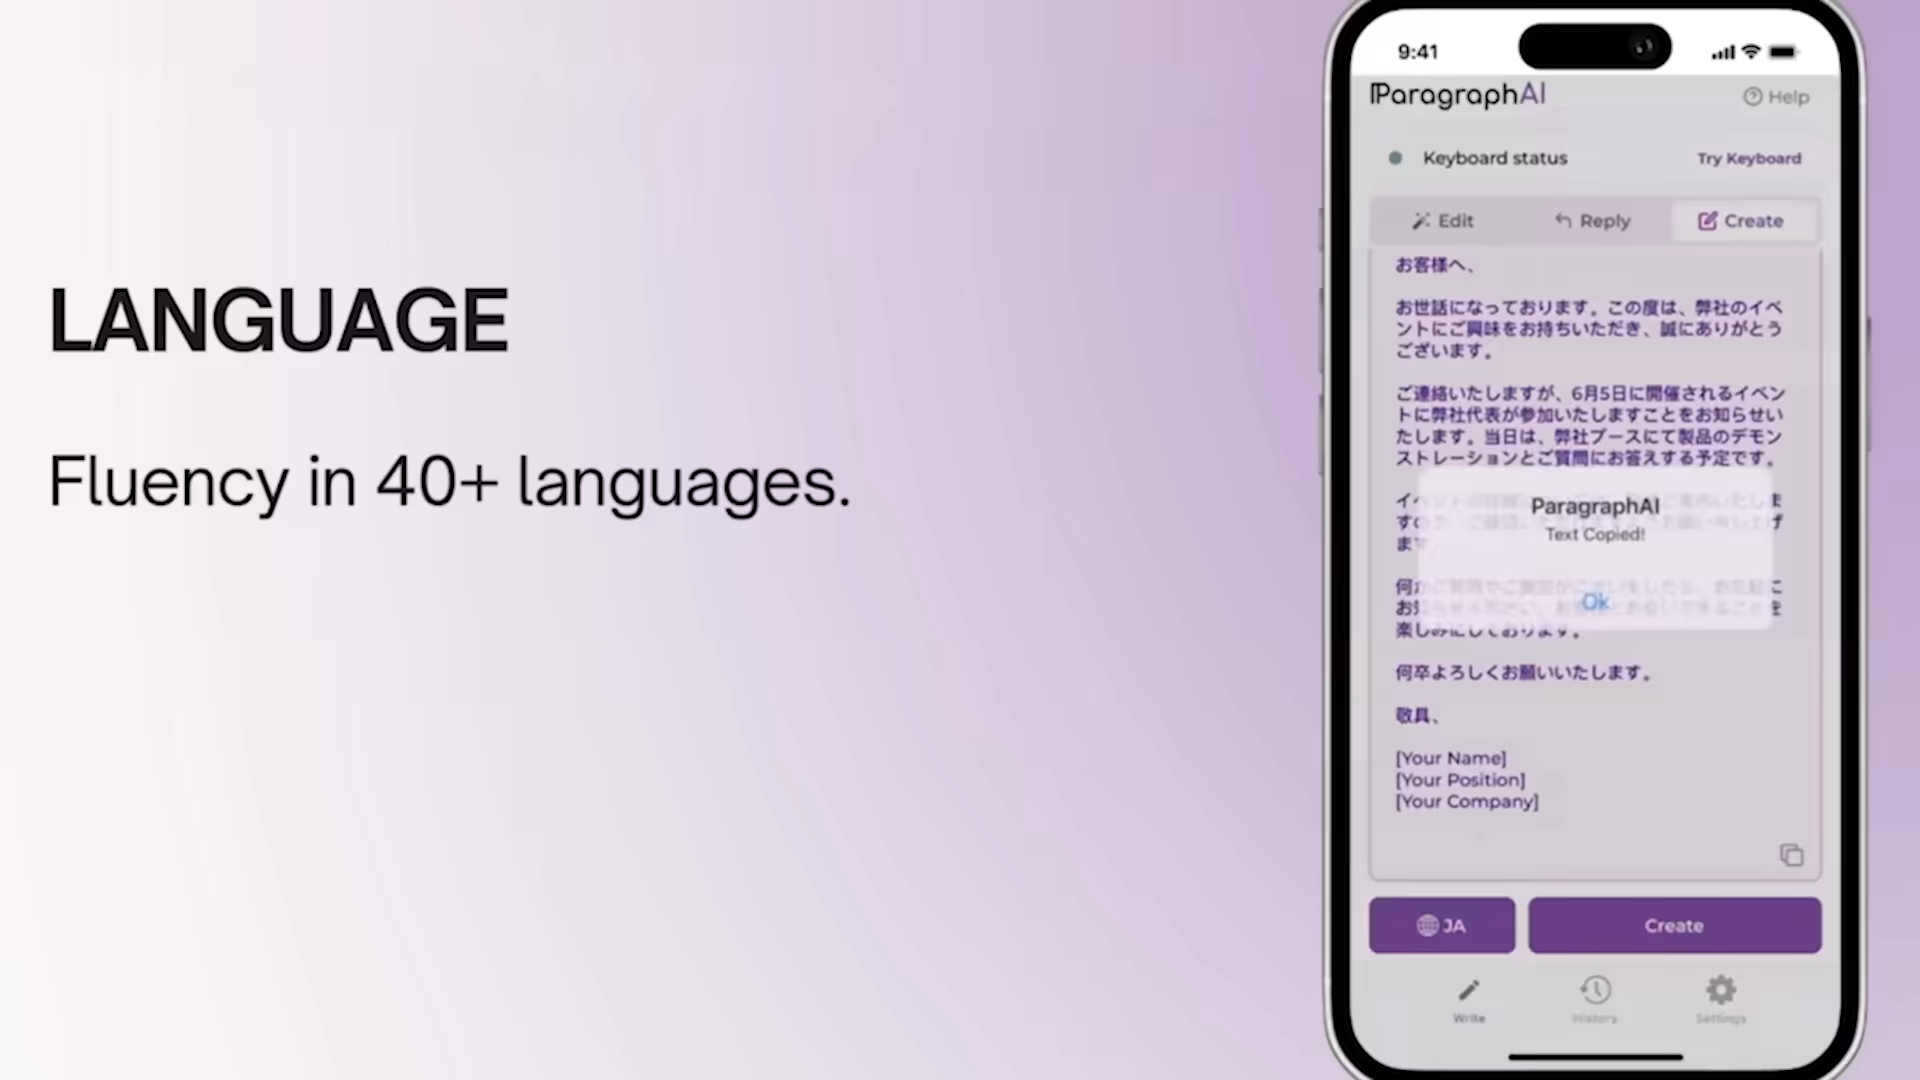 LANGUAGE
Fluency in 40+ languages.
9:41
ParagraphAI
Help
Keyboard status
Try Keyboard
Edit
Reply
Create
お客様へ、
お世話になっております。この度は、弊社のイベ
ントにご興味をお持ちいただき、誠にありがとう
ございます。
ご連絡いたしますが、6月5日に開催されるイベン
トに弊社代表が参加いたしますことをお知らせい
たします。当日は、弊社ブースにて製品のデモン
ストレーションとご質問にお答えする予定です。
ParagraphAI
Text Copied!
Ok
楽しみにしております。
何卒よろしくお願いいたします。
敬具、
[Your Name]
[Your Position]
[Your Company]
JA
Create
Write
History
Settings